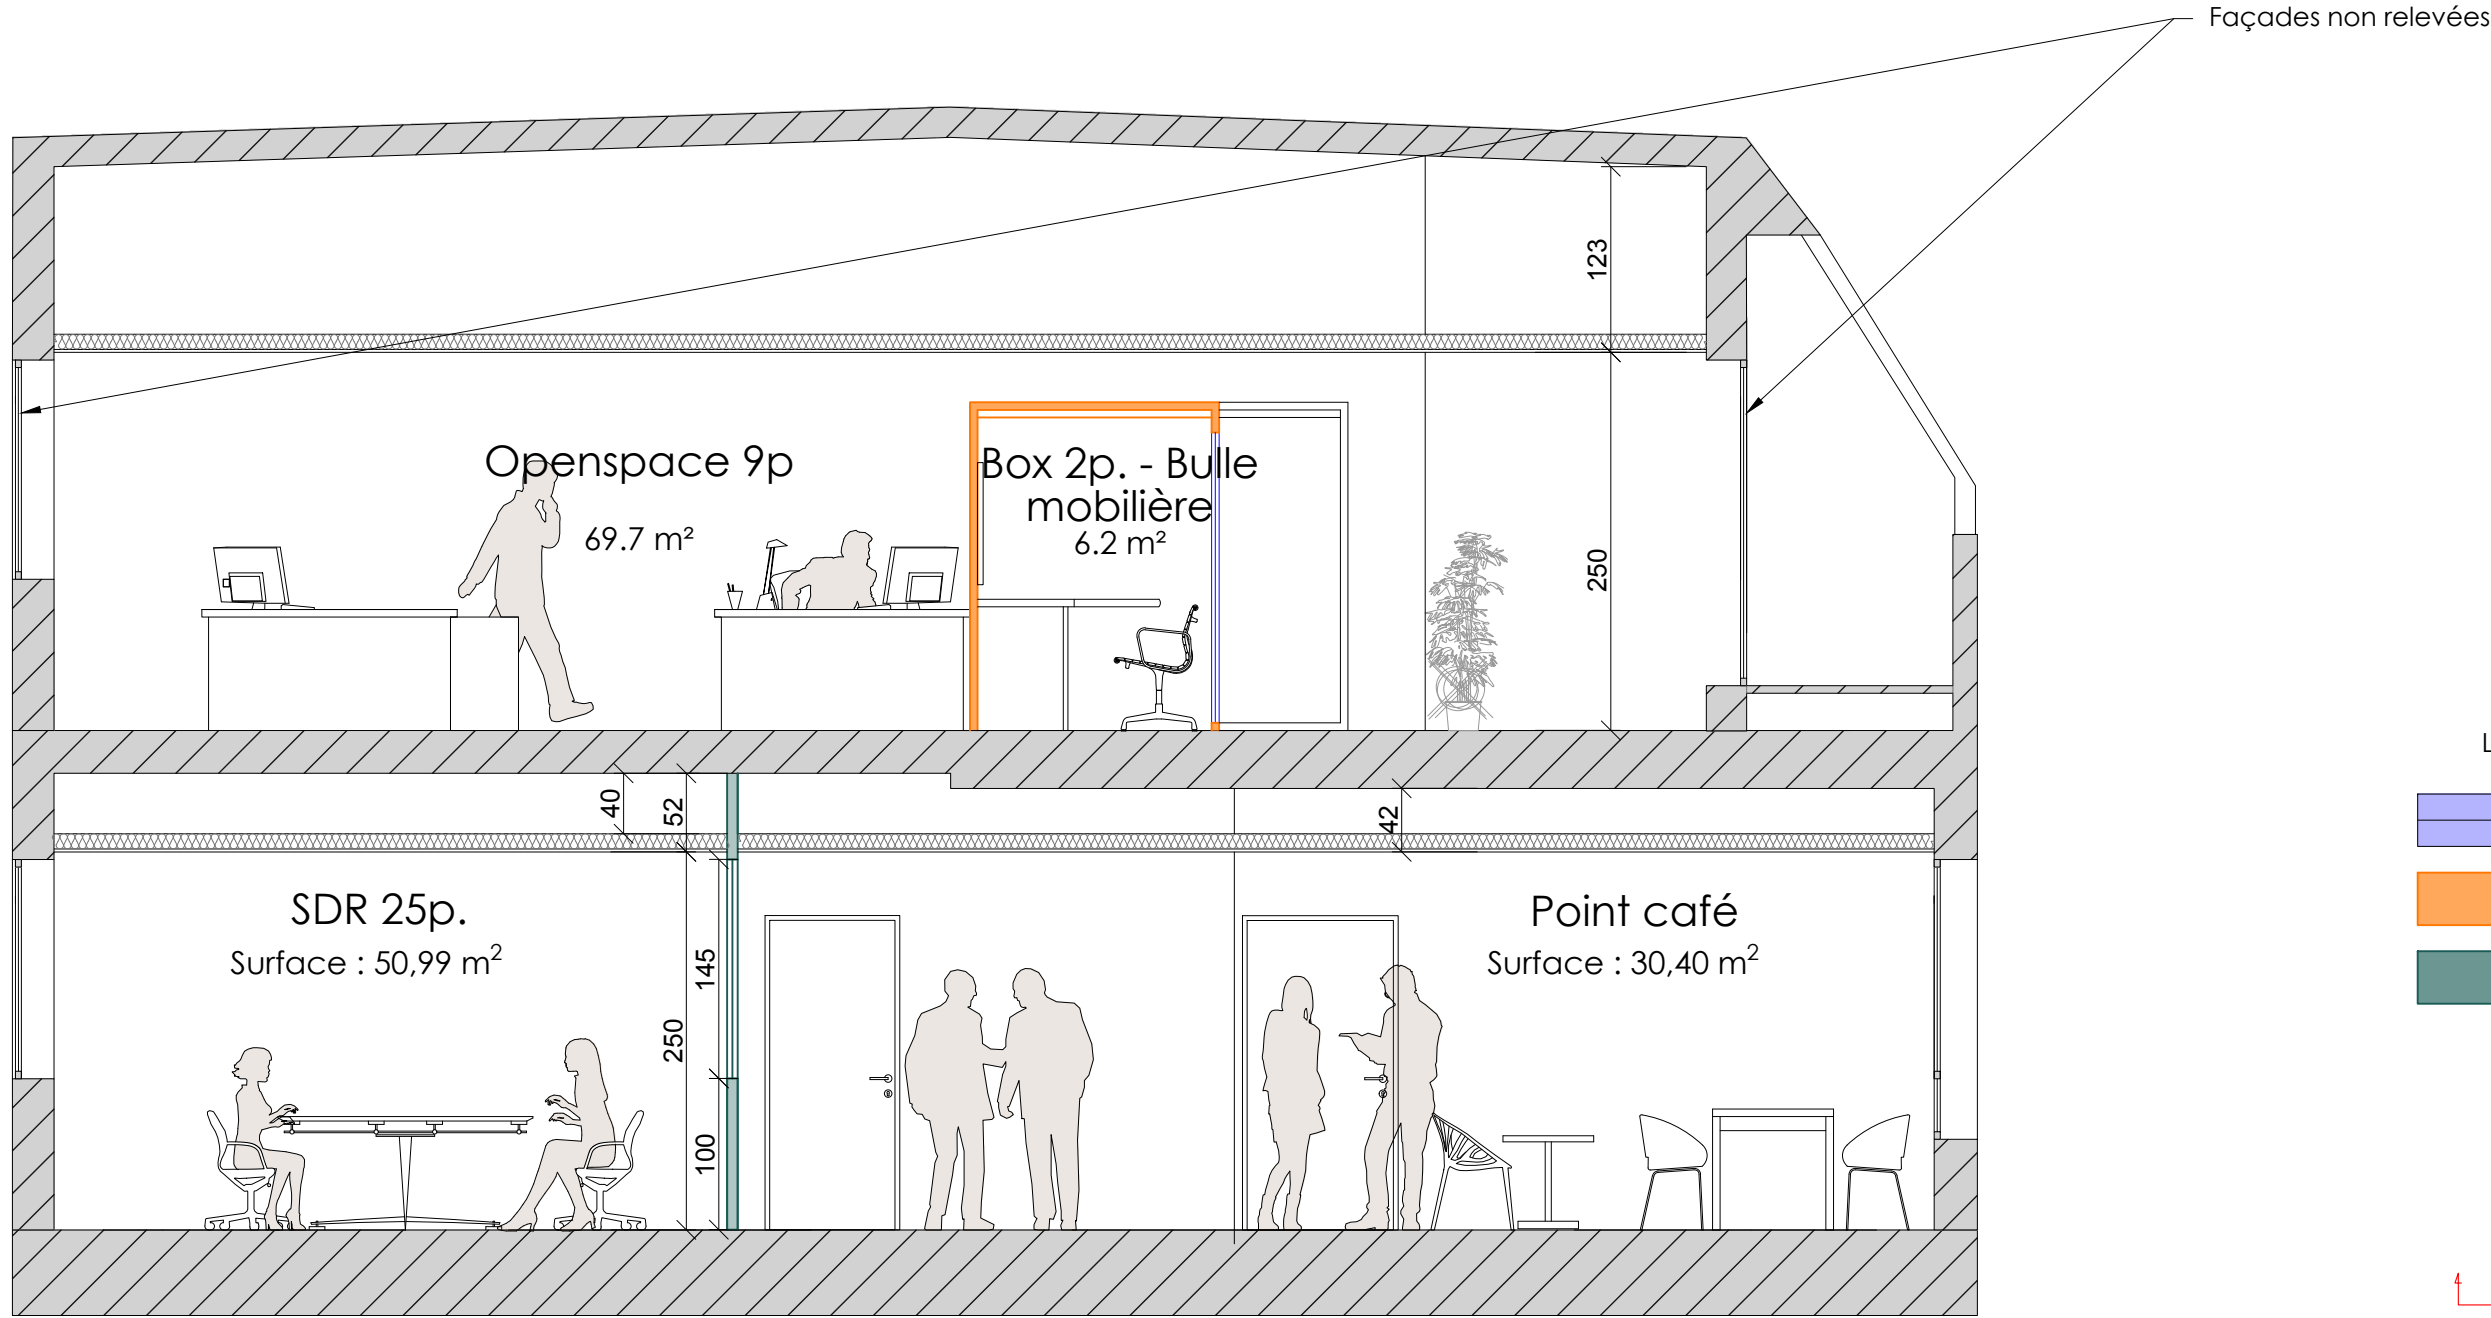 Façades non relevées
123
Openspace 9p
69.7 m²
Box 2p. - Bulle
mobilière
6.2 m²
250
L
40
52
42
SDR 25p.
Surface : 50,99 m²
145
250
100
Point café
Surface : 30,40 m²